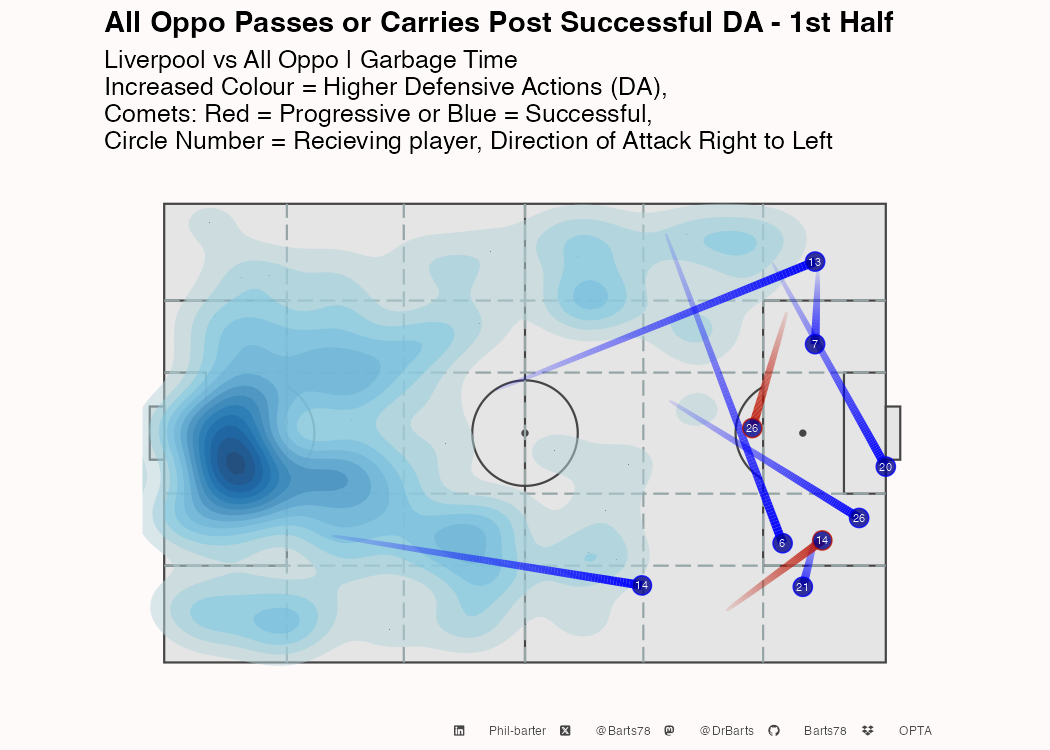 All Oppo Passes or Carries Post Successful DA - 1st Half
Liverpool vs All Oppo | Garbage Time
Increased Colour = Higher Defensive Actions (DA),
Comets: Red = Progressive or Blue = Successful,
Circle Number = Recieving player, Direction of Attack Right to Left
13
7
26
20
26
6
14
14
21
Phil-barter @Barts78 @DrBarts Barts78 OPTA